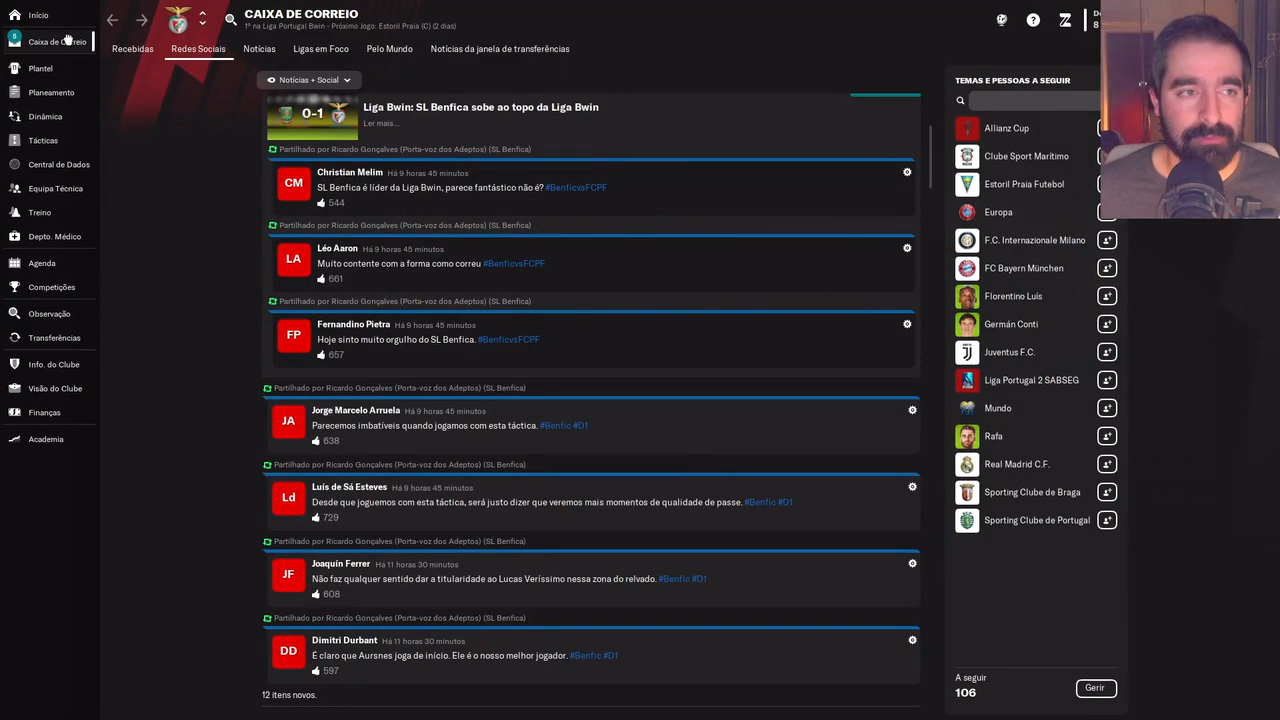 Início
5
Caixa de Correio
Plantel
Planeamento
Dinâmica
Tácticas
Central de Dados
Equipa Técnica
Treino
Depto. Médico
Agenda
Competições
Observação
Transferências
Info. do Clube
Visão do Clube
Finanças
Academia
CAIXA DE CORREIO
1º na Liga Portugal Bwin - Próximo Jogo: Estoril Praia (C) (2 dias)
Recebidas
Redes Sociais
Notícias
Ligas em Foco
Pelo Mundo
Notícias da janela de transferências
Notícias + Social
0-1
Liga Bwin: SL Benfica sobe ao topo da Liga Bwin
Ler mais...
Partilhado por Ricardo Gonçalves (Porta-voz dos Adeptos) (SL Benfica)
CM
Christian Melim Há 9 horas 45 minutos
SL Benfica é líder da Liga Bwin, parece fantástico não é? #BenficvsFCPF
544
Partilhado por Ricardo Gonçalves (Porta-voz dos Adeptos) (SL Benfica)
LA
Léo Aaron Há 9 horas 45 minutos
Muito contente com a forma como correu #BenficvsFCPF
661
Partilhado por Ricardo Gonçalves (Porta-voz dos Adeptos) (SL Benfica)
FP
Fernandino Pietra Há 9 horas 45 minutos
Hoje sinto muito orgulho do SL Benfica. #BenficvsFCPF
657
Partilhado por Ricardo Gonçalves (Porta-voz dos Adeptos) (SL Benfica)
JA
Jorge Marcelo Arruela Há 9 horas 45 minutos
Parecemos imbatíveis quando jogamos com esta táctica. #Benfic #D1
638
Partilhado por Ricardo Gonçalves (Porta-voz dos Adeptos) (SL Benfica)
Ld
Luís de Sá Esteves Há 9 horas 45 minutos
Desde que joguemos com esta táctica, será justo dizer que veremos mais momentos de qualidade de passe. #Benfic #D1
729
Partilhado por Ricardo Gonçalves (Porta-voz dos Adeptos) (SL Benfica)
JF
Joaquín Ferrer Há 11 horas 30 minutos
Não faz qualquer sentido dar a titularidade ao Lucas Veríssimo nessa zona do relvado. #Benfic #D1
608
Partilhado por Ricardo Gonçalves (Porta-voz dos Adeptos) (SL Benfica)
DD
Dimitri Durbant Há 11 horas 30 minutos
É claro que Aursnes joga de início. Ele é o nosso melhor jogador. #Benfic #D1
597
12 itens novos.
TEMAS E PESSOAS A SEGUIR
Allianz Cup
Clube Sport Marítimo
Estoril Praia Futebol
Europa
F.C. Internazionale Milano
FC Bayern München
Florentino Luís
Germán Conti
Juventus F.C.
Liga Portugal 2 SABSEG
Mundo
Rafa
Real Madrid C.F.
Sporting Clube de Braga
Sporting Clube de Portugal
A seguir
106
Gerir